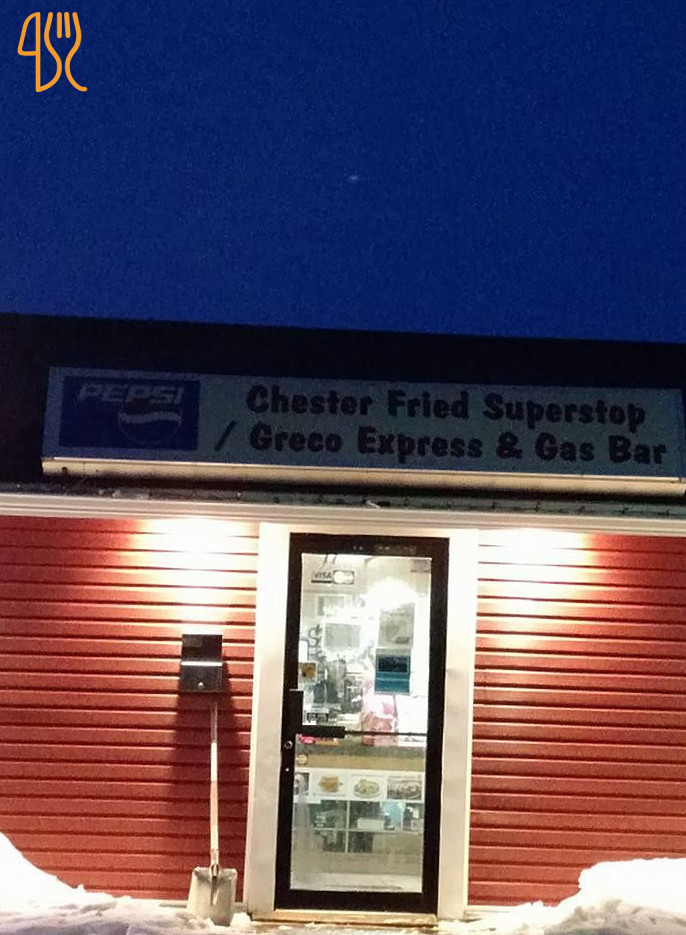 PEPSI
Chester Fried Superstop
/ Greco Express & Gas Bar
VISA